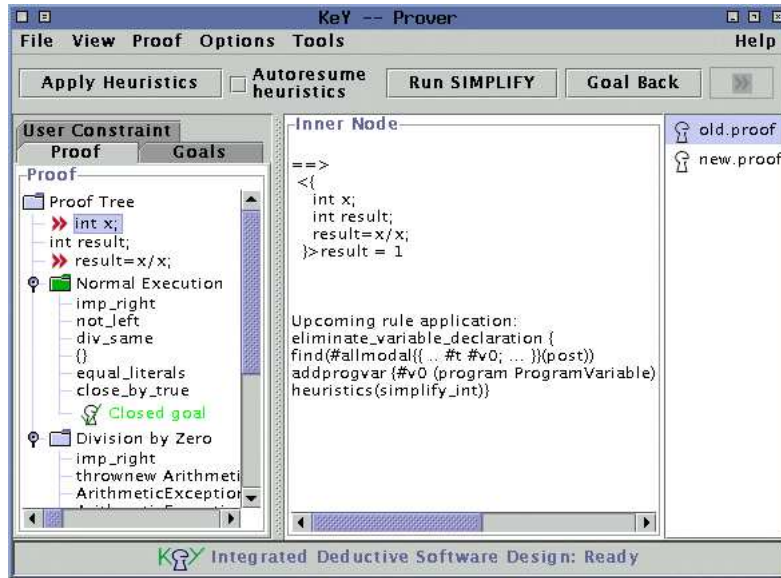 KeY -- Prover
File View Proof Options Tools Help
Apply Heuristics
Autoresume
heuristics
Run SIMPLIFY
Goal Back
User Constraint
Proof Goals
Proof
Proof Tree
int x;
int result;
result=x/x;
Normal Execution
imp_right
not_left
div_same
{}
equal_literals
close_by_true
Closed goal
Division by Zero
imp_right
thrownew Arithmeti
ArithmeticException
Inner Node
==>
<{
int x;
int result;
result=x/x;
}>result = 1
Upcoming rule application:
eliminate_variable_declaration {
find(#allmodal{{ .. #t #v0; ... }}(post))
addprogvar {#v0 (program ProgramVariable)
heuristics(simplify_int)}
old.proof
new.proof
KeY Integrated Deductive Software Design: Ready